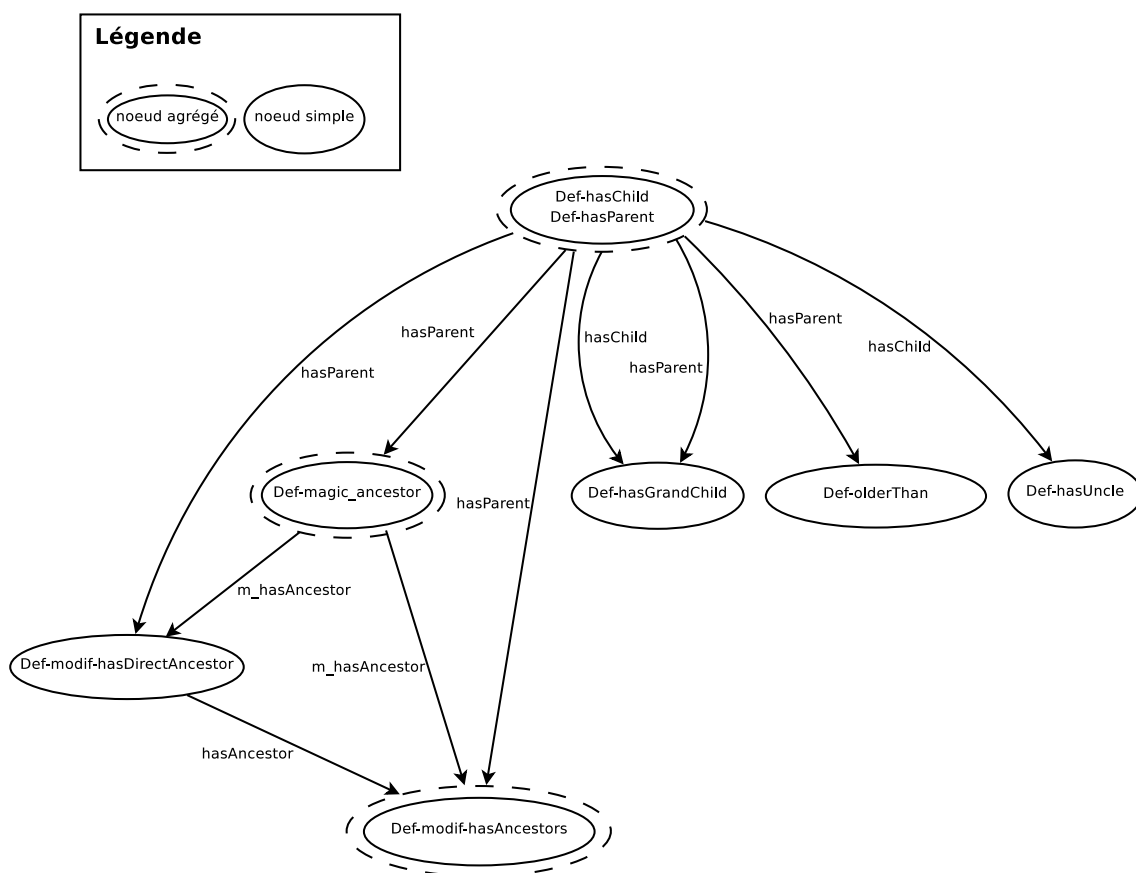 Légende
noeud agrégé
noeud simple
Def-hasChild
Def-hasParent
hasParent
hasParent
hasChild
hasParent
hasParent
hasChild
hasParent
Def-magic_ancestor
Def-hasGrandChild
Def-olderThan
Def-hasUncle
m_hasAncestor
m_hasAncestor
Def-modif-hasDirectAncestor
hasAncestor
Def-modif-hasAncestors